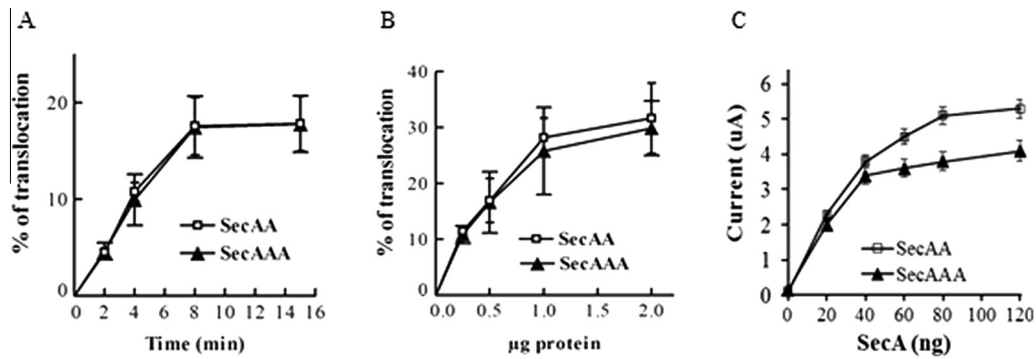 A
% of translocation
20
10
0
0 2 4 6 8 10 12 14 16
Time (min)
SecAA
SecAAA
B
% of translocation
40
30
20
10
0
0.0 0.5 1.0 1.5 2.0
µg protein
SecAA
SecAAA
C
Current (uA)
6
5
4
3
2
1
0
0 20 40 60 80 100 120
SecA (ng)
SecAA
SecAAA